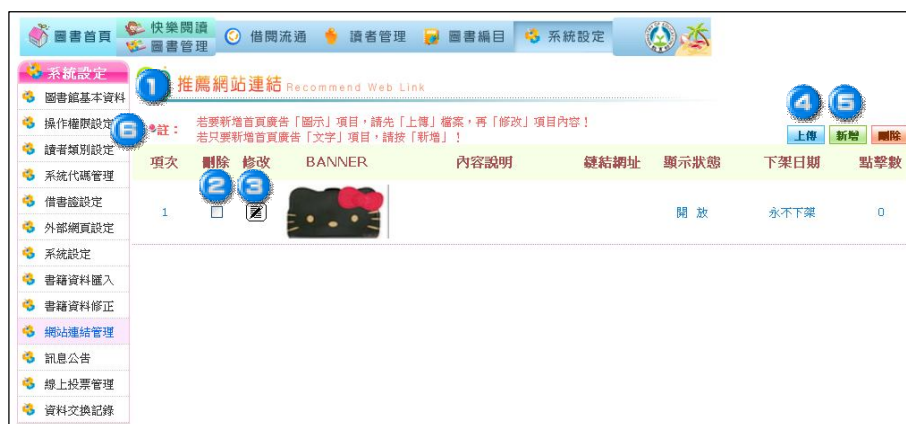 圖書首頁
快樂閱讀
圖書管理
借閱流通
讀者管理
圖書編目
系統設定
系統設定
圖書館基本資料
操作權限設定
讀者類別設定
系統代碼管理
借書證設定
外部網頁設定
系統設定
書籍資料匯入
書籍資料修正
網站連結管理
訊息公告
線上投票管理
資料交換記錄
1
推薦網站連結 Recommend Web Link
6
註:
若要新增首頁廣告「圖示」項目,請先「上傳」檔案,再「修改」項目內容!
若只要新增首頁廣告「文字」項目,請按「新增」!
4
5
上傳
新增
刪除
項次 刪除 修改 BANNER 內容說明 鏈結網址 顯示狀態 下架日期 點擊數
2
3
1 開 放 永不下架 0